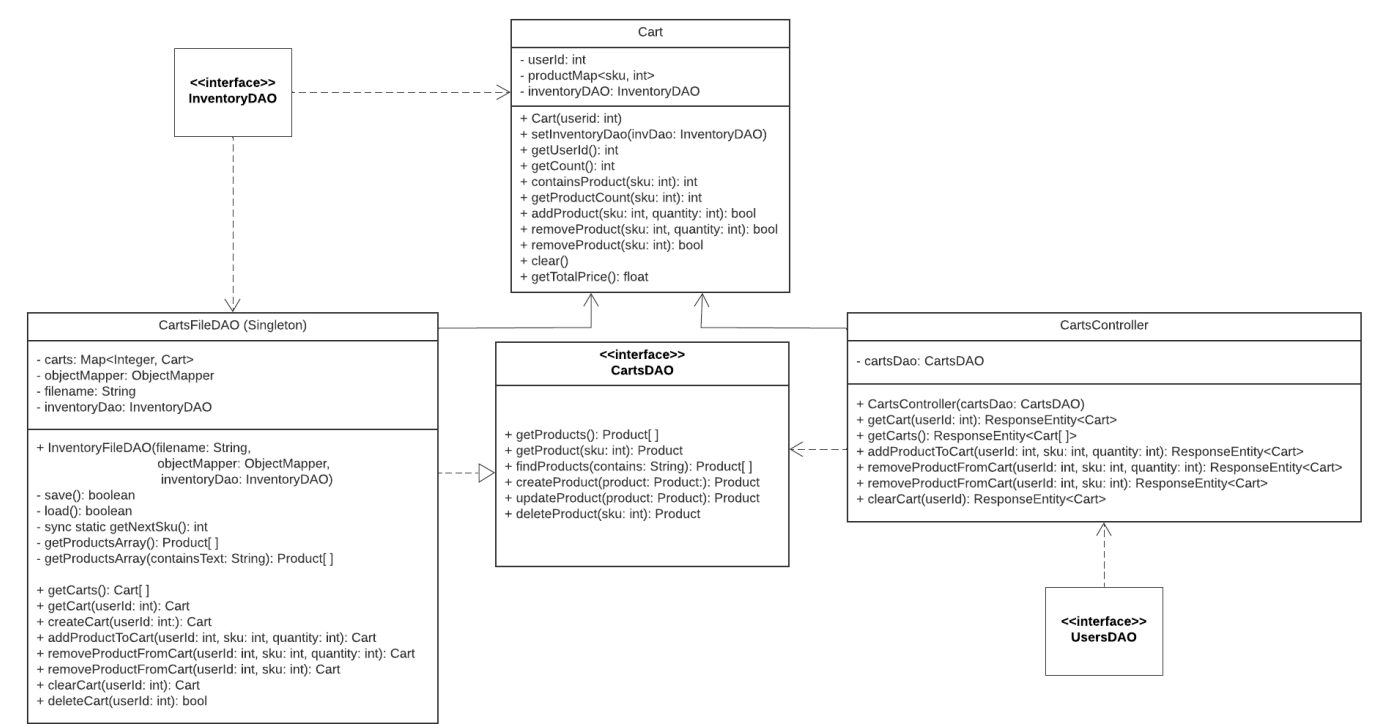 Cart
- userId: int
- productMap<sku, int>
- inventoryDAO: InventoryDAO
+ Cart(userid: int)
+ setInventoryDao(invDao: InventoryDAO)
+ getUserId(): int
+ getCount(): int
+ containsProduct(sku: int): int
+ getProductCount(sku: int): int
+ addProduct(sku: int, quantity: int): bool
+ removeProduct(sku: int, quantity: int): bool
+ removeProduct(sku: int): bool
+ clear()
+ getTotalPrice(): float
<<interface>>
InventoryDAO
CartsFileDAO (Singleton)
- carts: Map<Integer, Cart>
- objectMapper: ObjectMapper
- filename: String
- inventoryDao: InventoryDAO
+ InventoryFileDAO(filename: String,
objectMapper: ObjectMapper,
inventoryDao: InventoryDAO)
- save(): boolean
- load(): boolean
- sync static getNextSku(): int
- getProductsArray(): Product[ ]
- getProductsArray(containsText: String): Product[ ]
+ getCarts(): Cart[ ]
+ getCart(userId: int): Cart
+ createCart(userId: int:): Cart
+ addProductToCart(userId: int, sku: int, quantity: int): Cart
+ removeProductFromCart(userId: int, sku: int, quantity: int): Cart
+ removeProductFromCart(userId: int, sku: int): Cart
+ clearCart(userId: int): Cart
+ deleteCart(userId: int): bool
<<interface>>
CartsDAO
+ getProducts(): Product[ ]
+ getProduct(sku: int): Product
+ findProducts(contains: String): Product[ ]
+ createProduct(product: Product:): Product
+ updateProduct(product: Product): Product
+ deleteProduct(sku: int): Product
CartsController
- cartsDao: CartsDAO
+ CartsController(cartsDao: CartsDAO)
+ getCart(userId: int): ResponseEntity<Cart>
+ getCarts(): ResponseEntity<Cart[ ]>
+ addProductToCart(userId: int, sku: int, quantity: int): ResponseEntity<Cart>
+ removeProductFromCart(userId: int, sku: int, quantity: int): ResponseEntity<Cart>
+ removeProductFromCart(userId: int, sku: int): ResponseEntity<Cart>
+ clearCart(userId): ResponseEntity<Cart>
<<interface>>
UsersDAO